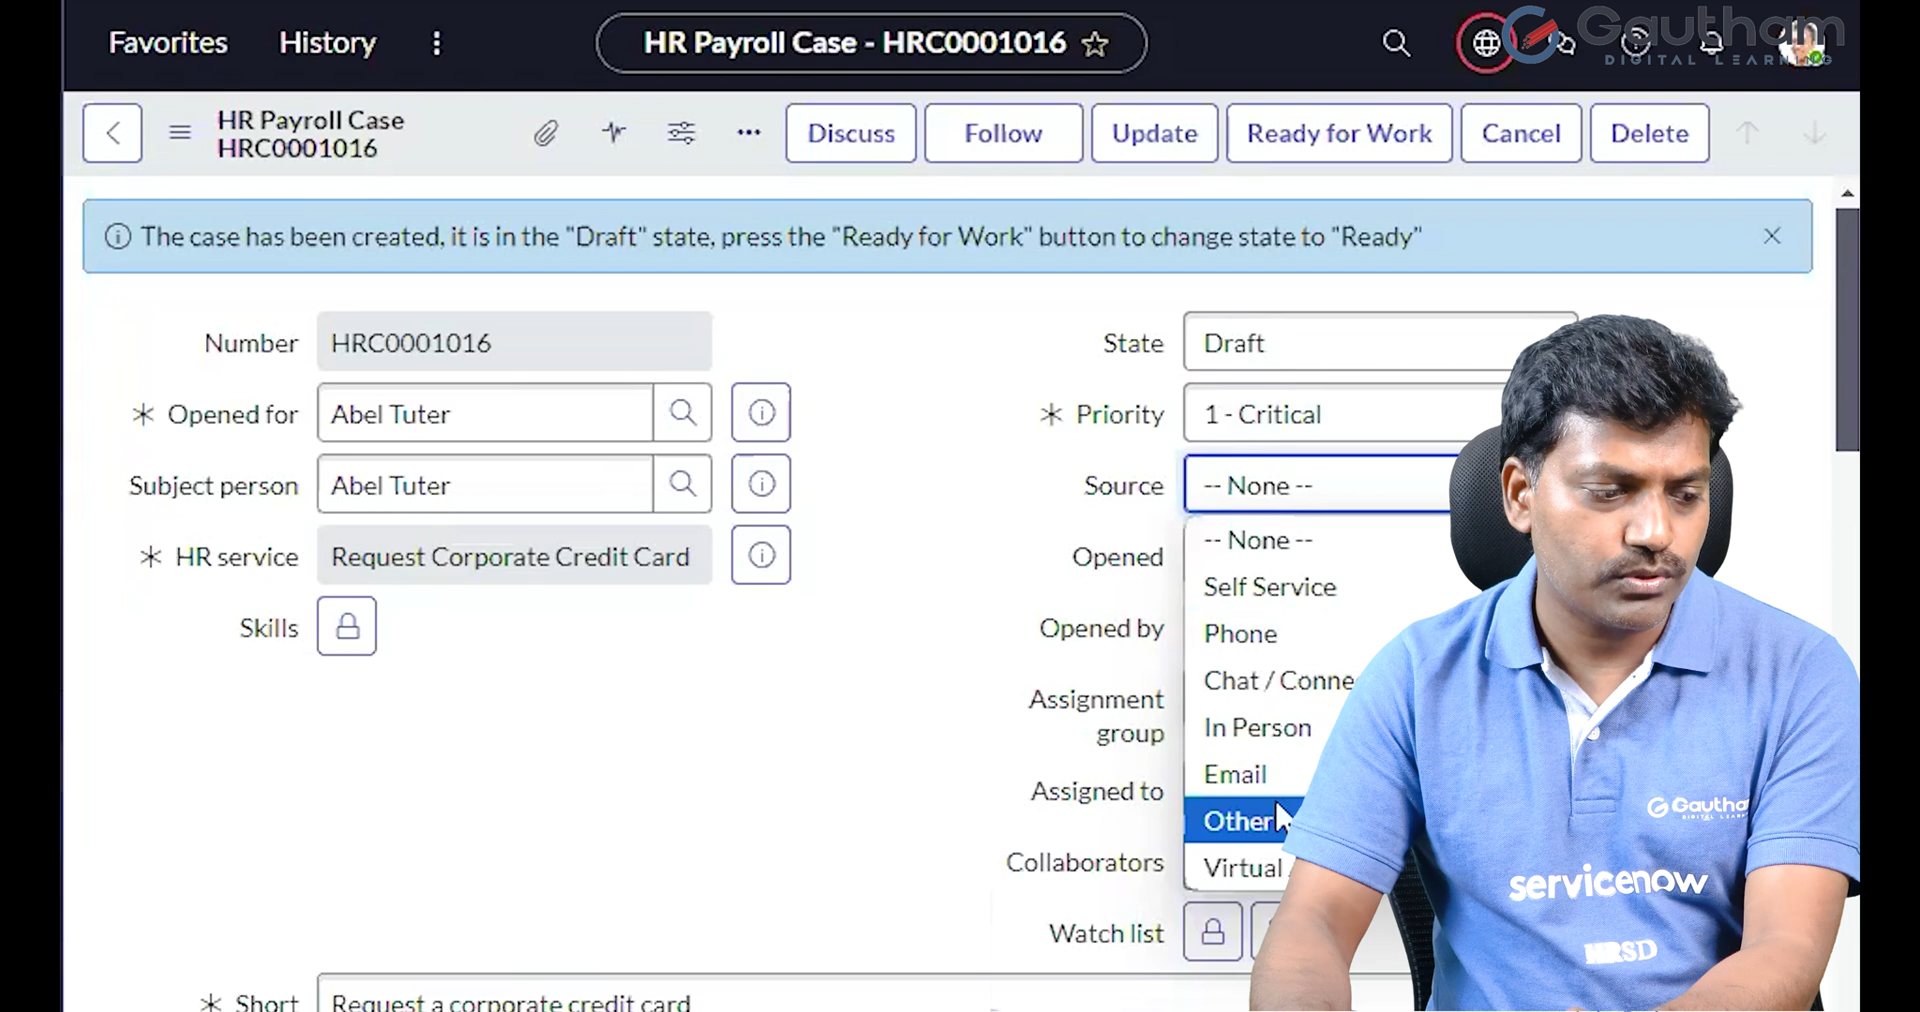 Favorites
History
HR Payroll Case - HRC0001016
Gautham
DIGITAL LEARNING
HR Payroll Case
HRC0001016
Discuss
Follow
Update
Ready for Work
Cancel
Delete
The case has been created, it is in the "Draft" state, press the "Ready for Work" button to change state to "Ready"
Number
HRC0001016
State
Draft
Opened for
Abel Tuter
Priority
1 - Critical
Subject person
Abel Tuter
Source
-- None --
HR service
Request Corporate Credit Card
Opened
-- None --
Self Service
Skills
Opened by
Phone
Chat / Conne
Assignment
group
In Person
Email
Assigned to
Other
Collaborators
Virtual
Watch list
Gautha
servicenow
HRSD
Short
Request a corporate credit card